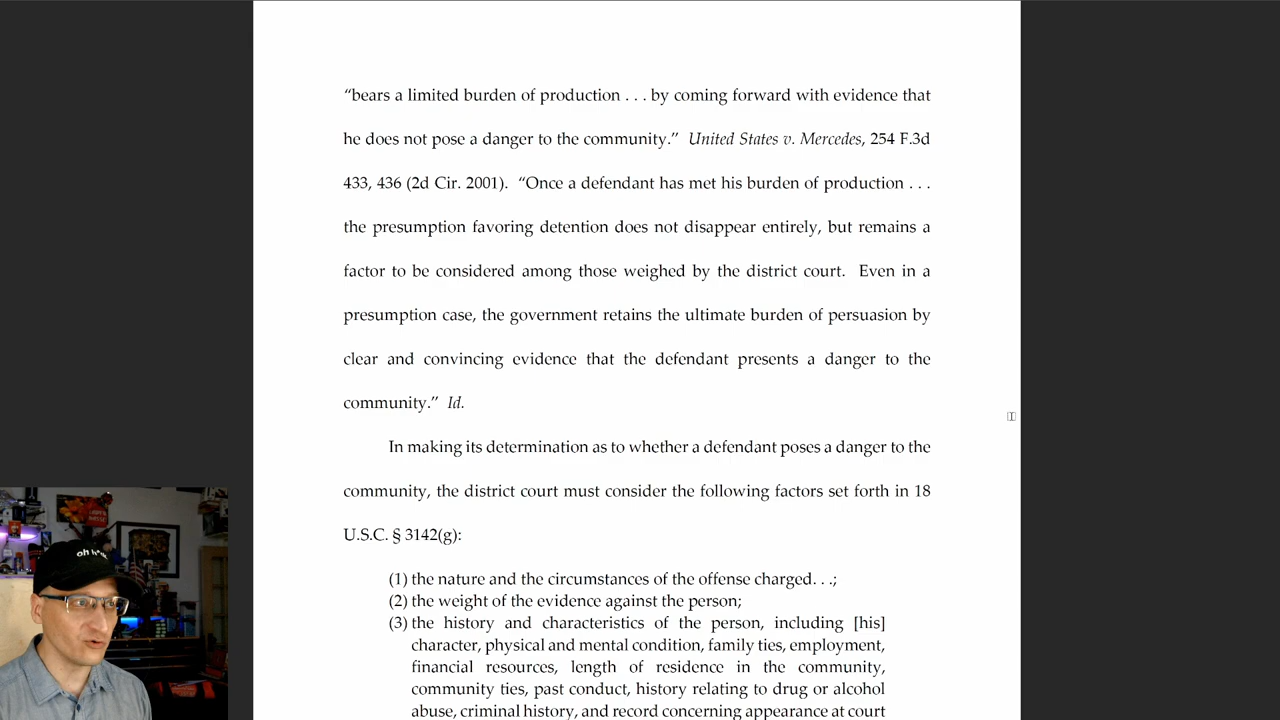 “bears a limited burden of production . . . by coming forward with evidence that
he does not pose a danger to the community.”  United States v. Mercedes, 254 F.3d
433, 436 (2d Cir. 2001).  “Once a defendant has met his burden of production . . .
the presumption favoring detention does not disappear entirely, but remains a
factor to be considered among those weighed by the district court.  Even in a
presumption case, the government retains the ultimate burden of persuasion by
clear and convincing evidence that the defendant presents a danger to the
community.”  Id.
In making its determination as to whether a defendant poses a danger to the
community, the district court must consider the following factors set forth in 18
U.S.C. § 3142(g):
(1) the nature and the circumstances of the offense charged. . .;
(2) the weight of the evidence against the person;
(3) the history and characteristics of the person, including [his]
character, physical and mental condition, family ties, employment,
financial resources, length of residence in the community,
community ties, past conduct, history relating to drug or alcohol
abuse, criminal history, and record concerning appearance at court